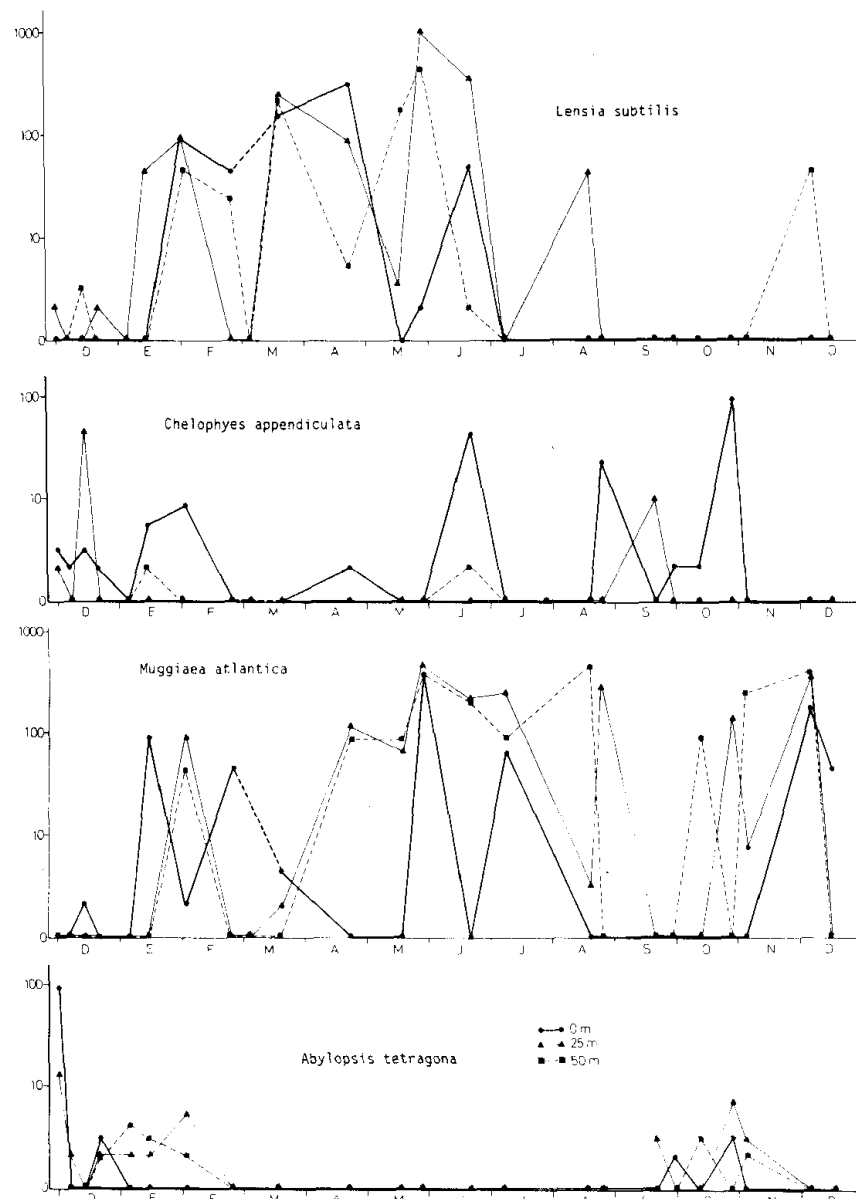 1000
Lensia subtilis
100
10
0
D E F M A M J J A S O N D
Chelophyes appendiculata
100
10
0
D E F M A M J J A S O N D
1000
Muggiaea atlantica
100
10
0
D E F M A M J J A S O N D
100
0 m
25 m
Abylopsis tetragona
50 m
10
0
D E F M A M J J A S O N D